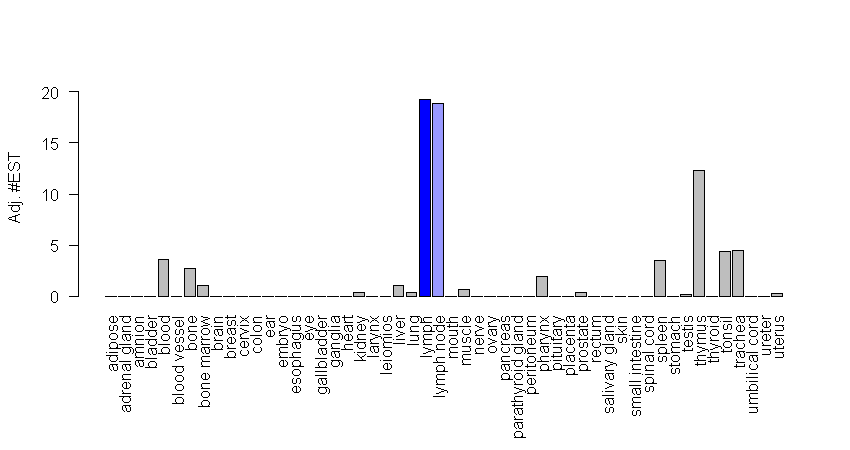 20
15
10
5
0
Adj. #EST
adipose
adrenal gland
amnion
bladder
blood
blood vessel
bone
bone marrow
brain
breast
cervix
colon
ear
embryo
esophagus
eye
gallbladder
ganglia
heart
kidney
larynx
leiomios
liver
lung
lymph
lymph node
mouth
muscle
nerve
ovary
pancreas
parathyroid gland
peritoneum
pharynx
pituitary
placenta
prostate
rectum
salivary gland
skin
small intestine
spinal cord
spleen
stomach
testis
thymus
thyroid
tonsil
trachea
umbilical cord
ureter
uterus